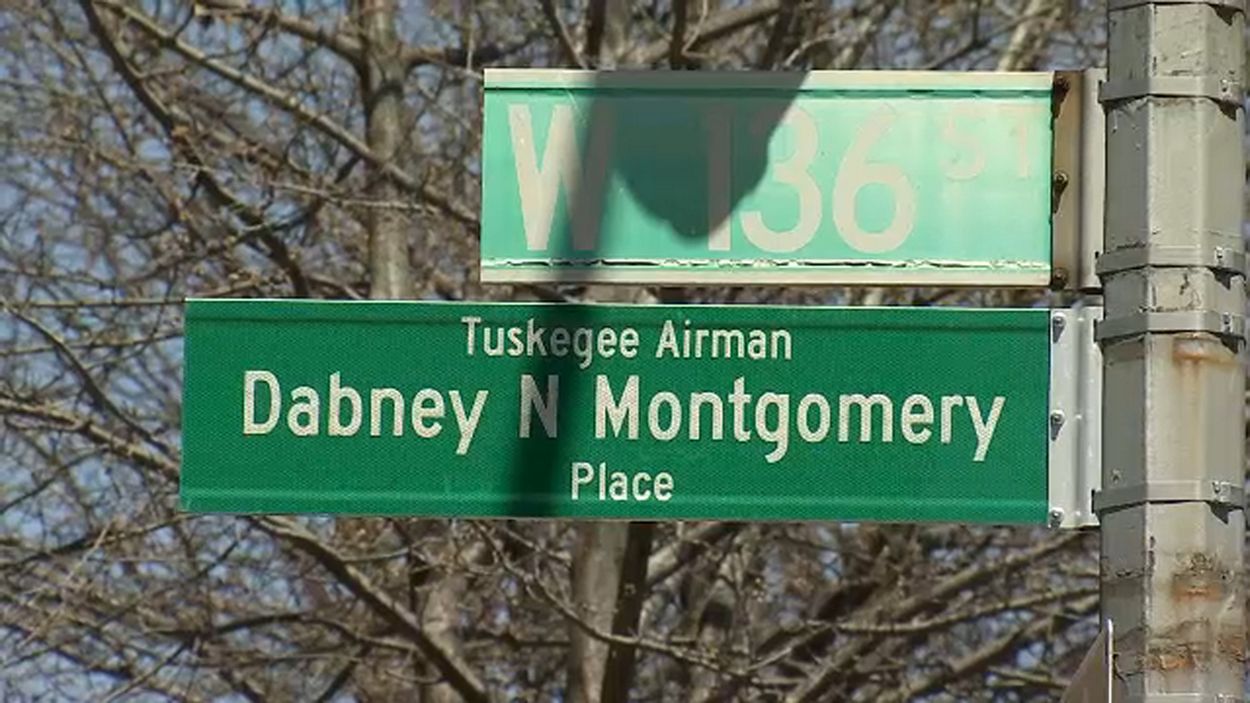 W 136 ST
Tuskegee Airman
Dabney N Montgomery
Place